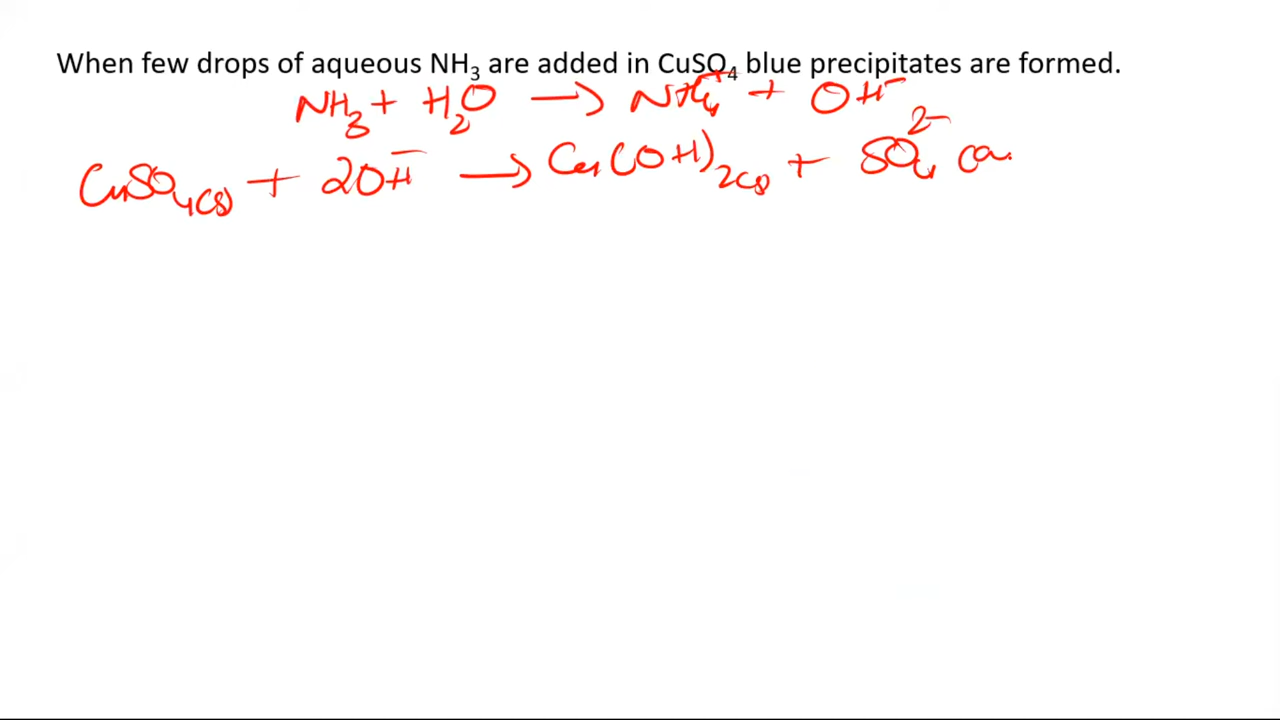 When few drops of aqueous NH₃ are added in CuSO₄ blue precipitates are formed.
NH₃ + H₂O → NH₄⁺ + OH⁻
CuSO₄(s) + 2OH⁻ → Cu(OH)₂(s) + SO₄²⁻ (a